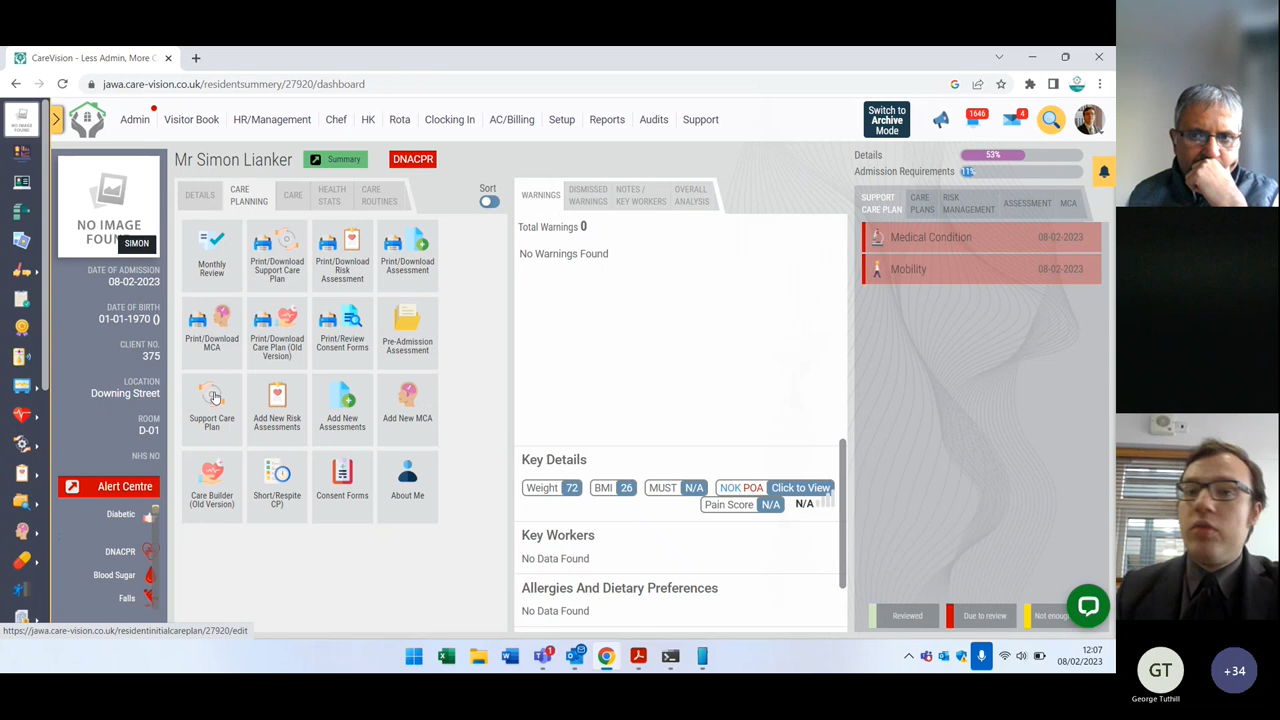 CareVision - Less Admin, More C
jawa.care-vision.co.uk/residentsummery/27920/dashboard
NO IMAGE FOUND
Admin
Visitor Book
HR/Management
Chef
HK
Rota
Clocking In
AC/Billing
Setup
Reports
Audits
Support
Switch to
Archive
Mode
1646
4
NO IMAGE
FOUND
SIMON
DATE OF ADMISSION
08-02-2023
DATE OF BIRTH
01-01-1970 ()
CLIENT NO.
375
LOCATION
Downing Street
ROOM
D-01
NHS NO
Alert Centre
Diabetic
DNACPR
Blood Sugar
Falls
Mr Simon Lianker
Summary
DNACPR
DETAILS
CARE PLANNING
CARE
HEALTH STATS
CARE ROUTINES
Sort
Monthly Review
Print/Download Support Care Plan
Print/Download Risk Assessment
Print/Download Assessment
Print/Download MCA
Print/Download Care Plan (Old Version)
Print/Review Consent Forms
Pre-Admission Assessment
Support Care Plan
Add New Risk Assessments
Add New Assessments
Add New MCA
Care Builder (Old Version)
Short/Respite CP)
Consent Forms
About Me
WARNINGS
DISMISSED WARNINGS
NOTES / KEY WORKERS
OVERALL ANALYSIS
Total Warnings 0
No Warnings Found
Key Details
Weight 72
BMI 26
MUST N/A
NOK POA Click to View
Pain Score N/A
N/A
Key Workers
No Data Found
Allergies And Dietary Preferences
No Data Found
Details
53%
Admission Requirements
11%
SUPPORT CARE PLAN
CARE PLANS
RISK MANAGEMENT
ASSESSMENT
MCA
Medical Condition 08-02-2023
Mobility 08-02-2023
Reviewed
Due to review
Not enoug
https://jawa.care-vision.co.uk/residentinitialcareplan/27920/edit
1
12:07
08/02/2023
GT
George Tuthill
+34